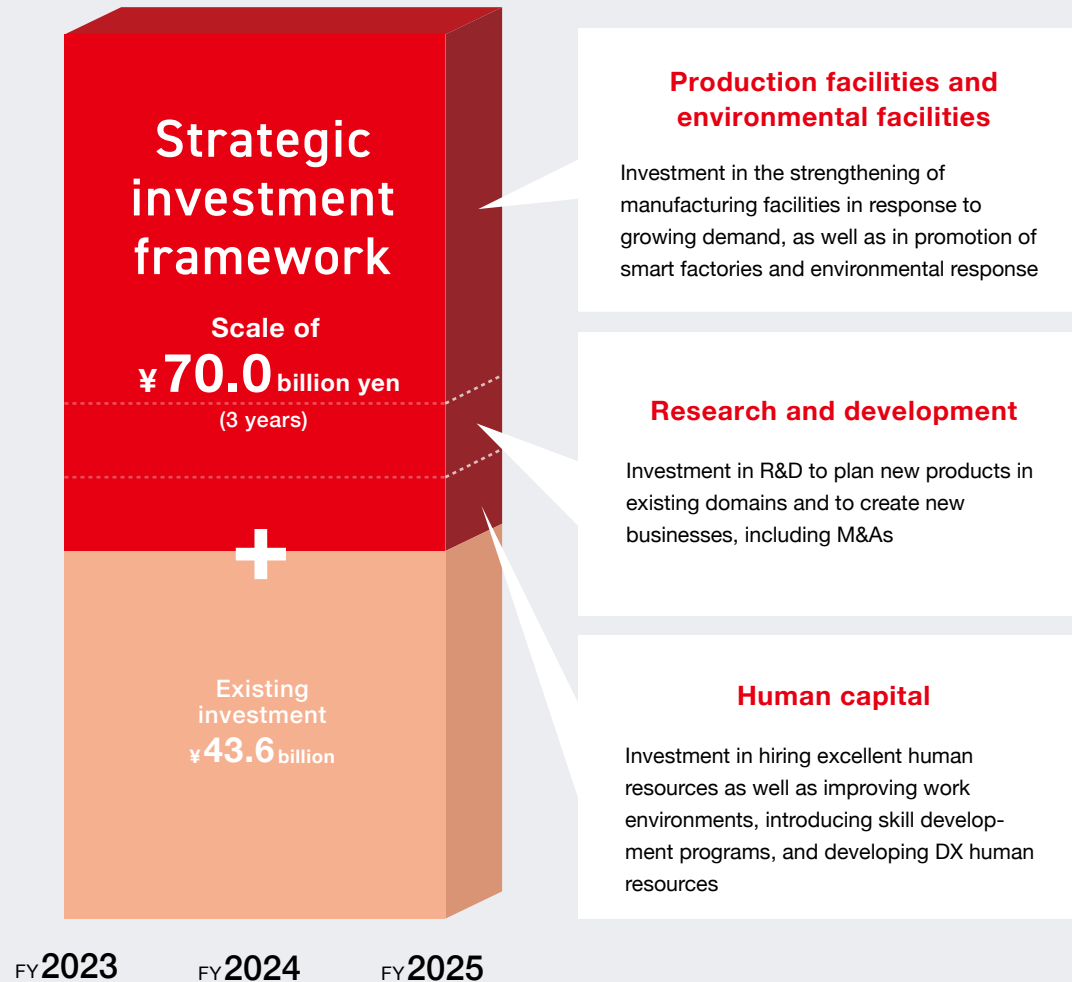 Strategic
investment
framework
Scale of
¥70.0 billion yen
(3 years)
+
Existing
investment
¥43.6 billion
FY2023
FY2024
FY2025
Production facilities and
environmental facilities
Investment in the strengthening of
manufacturing facilities in response to
growing demand, as well as in promotion of
smart factories and environmental response
Research and development
Investment in R&D to plan new products in
existing domains and to create new
businesses, including M&As
Human capital
Investment in hiring excellent human
resources as well as improving work
environments, introducing skill develop-
ment programs, and developing DX human
resources